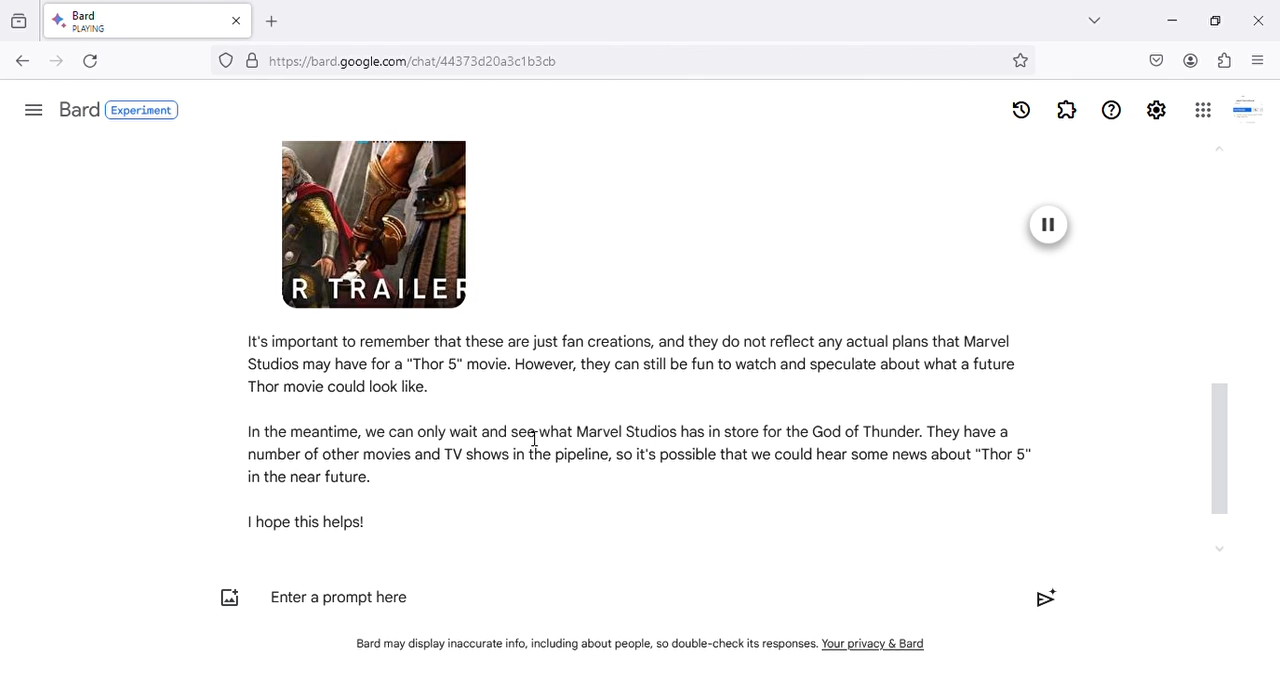 Bard
PLAYING
https://bard.google.com/chat/44373d20a3c1b3cb
Bard Experiment
R TRAILER
It's important to remember that these are just fan creations, and they do not reflect any actual plans that Marvel
Studios may have for a "Thor 5" movie. However, they can still be fun to watch and speculate about what a future
Thor movie could look like.
In the meantime, we can only wait and see what Marvel Studios has in store for the God of Thunder. They have a
number of other movies and TV shows in the pipeline, so it's possible that we could hear some news about "Thor 5"
in the near future.
I hope this helps!
Enter a prompt here
Bard may display inaccurate info, including about people, so double-check its responses. Your privacy & Bard